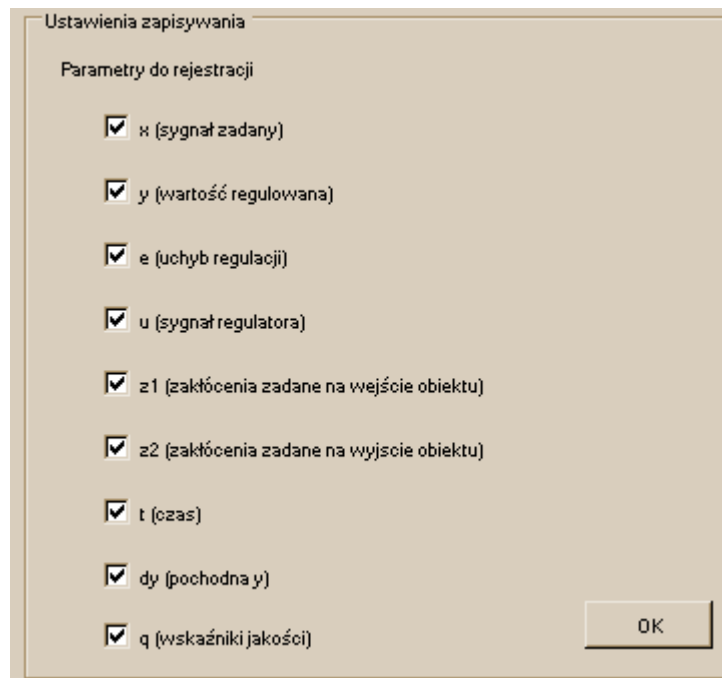 Ustawienia zapisywania
Parametry do rejestracji
x (sygnał zadany)
y (wartość regulowana)
e (uchyb regulacji)
u (sygnał regulatora)
z1 (zakłócenia zadane na wejście obiektu)
z2 (zakłócenia zadane na wyjscie obiektu)
t (czas)
dy (pochodna y)
q (wskaźniki jakości)
OK